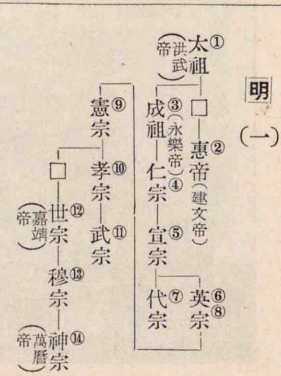 明
(一)
①太祖(洪武帝)
□
②惠帝(建文帝)
③成祖(永樂帝)
仁宗④
宣宗⑤
⑥⑧英宗
⑦代宗
⑨憲宗
⑩孝宗
⑪武宗
□
⑫世宗(嘉靖帝)
⑬穆宗
⑭神宗(萬曆帝)